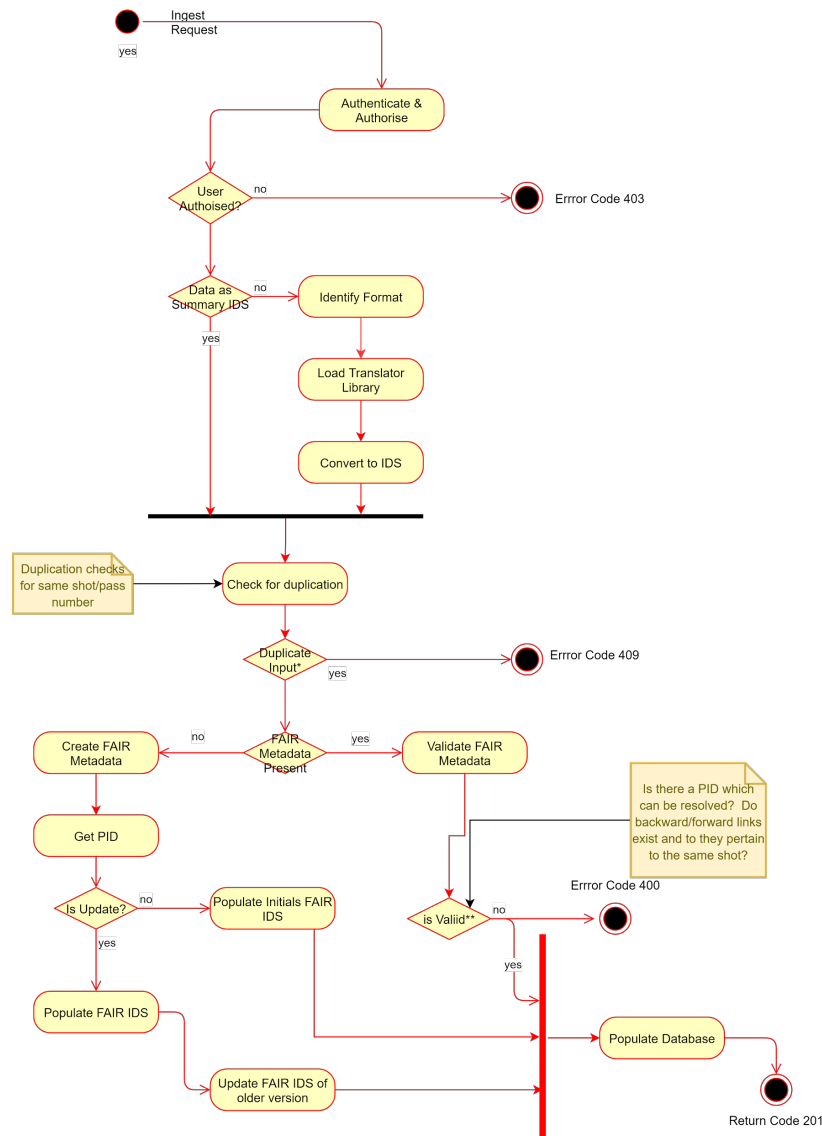 Ingest
Request
yes
Authenticate &
Authorise
User
Authoised?
no
Errror Code 403
Data as
Summary IDS
no
Identify Format
yes
Load Translator
Library
Convert to IDS
Duplication checks
for same shot/pass
number
Check for duplication
Duplicate
Input*
yes
Errror Code 409
no
FAIR
Metadata
Present
yes
Create FAIR
Metadata
Validate FAIR
Metadata
Is there a PID which
can be resolved? Do
backward/forward links
exist and to they pertain
to the same shot?
Get PID
Errror Code 400
Is Update?
no
Populate Initials FAIR
IDS
is Valiid**
no
yes
yes
Populate FAIR IDS
Populate Database
Update FAIR IDS of
older version
Return Code 201